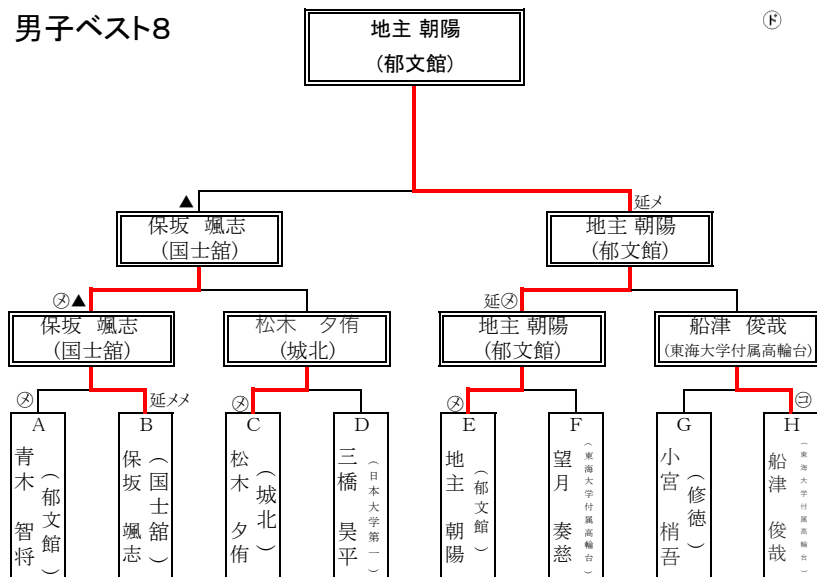 男子ベスト8
㋣
地主 朝陽
(郁文館)
▲
延メ
保坂 颯志
(国士舘)
地主 朝陽
(郁文館)
㋱▲
延㋱
保坂 颯志
(国士舘)
松木 夕侑
(城北)
地主 朝陽
(郁文館)
船津 俊哉
(東海大学付属高輪台)
㋱
延メメ
㋱
㋱
㋙
A
青木 智将
(郁文館)
B
保坂 颯志
(国士舘)
C
松木 夕侑
(城北)
D
三橋 昊平
(日本大学第一)
E
地主 朝陽
(郁文館)
F
望月 奏慈
(東海大学付属高輪台)
G
小宮 梢吾
(修徳)
H
船津 俊哉
(東海大学付属高輪台)